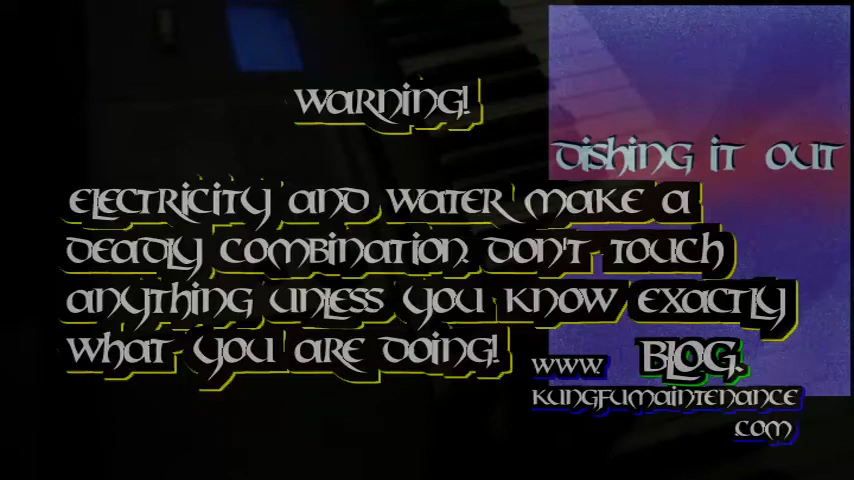 WARNING!
DISHING IT OUT
ELECTRICITY AND WATER MAKE A
DEADLY COMBINATION. DON'T TOUCH
ANYTHING UNLESS YOU KNOW EXACTLY
WHAT YOU ARE DOING!
WWW. BLOG.
KUNGFUMAINTENANCE
.COM